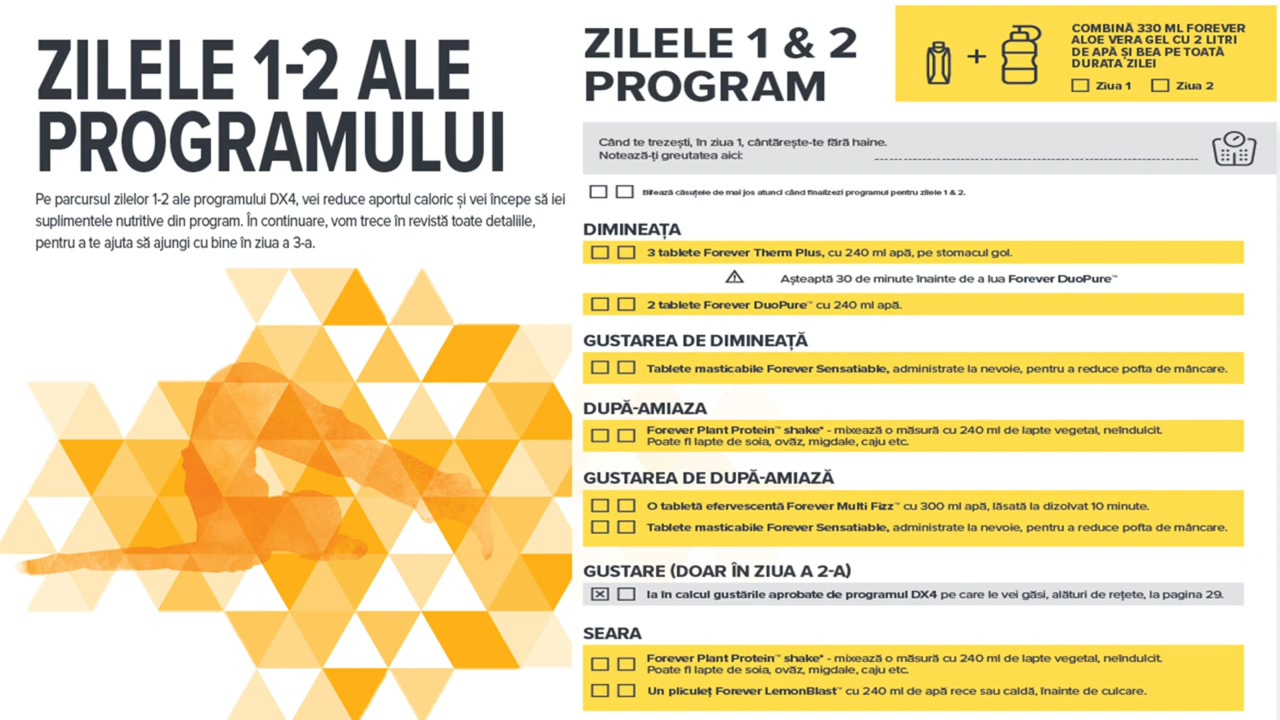 ZILELE 1-2 ALE
PROGRAMULUI
Pe parcursul zilelor 1-2 ale programului DX4, vei reduce aportul caloric și vei începe să iei
suplimentele nutritive din program. În continuare, vom trece în revistă toate detaliile,
pentru a te ajuta să ajungi cu bine în ziua a 3-a.
ZILELE 1 & 2
PROGRAM
COMBINĂ 330 ML FOREVER
ALOE VERA GEL CU 2 LITRI
DE APĂ ȘI BEA PE TOATĂ
DURATA ZILEI
Ziua 1 Ziua 2
Când te trezești, în ziua 1, cântărește-te fără haine.
Notează-ți greutatea aici:
Bifează căsuțele de mai jos atunci când finalizezi programul pentru zilele 1 & 2.
DIMINEAȚA
3 tablete Forever Therm Plus, cu 240 ml apă, pe stomacul gol.
Așteaptă 30 de minute înainte de a lua Forever DuoPure™
2 tablete Forever DuoPure™ cu 240 ml apă.
GUSTAREA DE DIMINEAȚĂ
Tablete masticabile Forever Sensatiable, administrate la nevoie, pentru a reduce pofta de mâncare.
DUPĂ-AMIAZA
Forever Plant Protein™ shake* - mixează o măsură cu 240 ml de lapte vegetal, neîndulcit.
Poate fi lapte de soia, ovăz, migdale, caju etc.
GUSTAREA DE DUPĂ-AMIAZĂ
O tabletă efervescentă Forever Multi Fizz™ cu 300 ml apă, lăsată la dizolvat 10 minute.
Tablete masticabile Forever Sensatiable, administrate la nevoie, pentru a reduce pofta de mâncare.
GUSTARE (DOAR ÎN ZIUA A 2-A)
Ia în calcul gustările aprobate de programul DX4 pe care le vei găsi, alături de rețete, la pagina 29.
SEARA
Forever Plant Protein™ shake* - mixează o măsură cu 240 ml de lapte vegetal, neîndulcit.
Poate fi lapte de soia, ovăz, migdale, caju etc.
Un pliculeț Forever LemonBlast™ cu 240 ml de apă rece sau caldă, înainte de culcare.